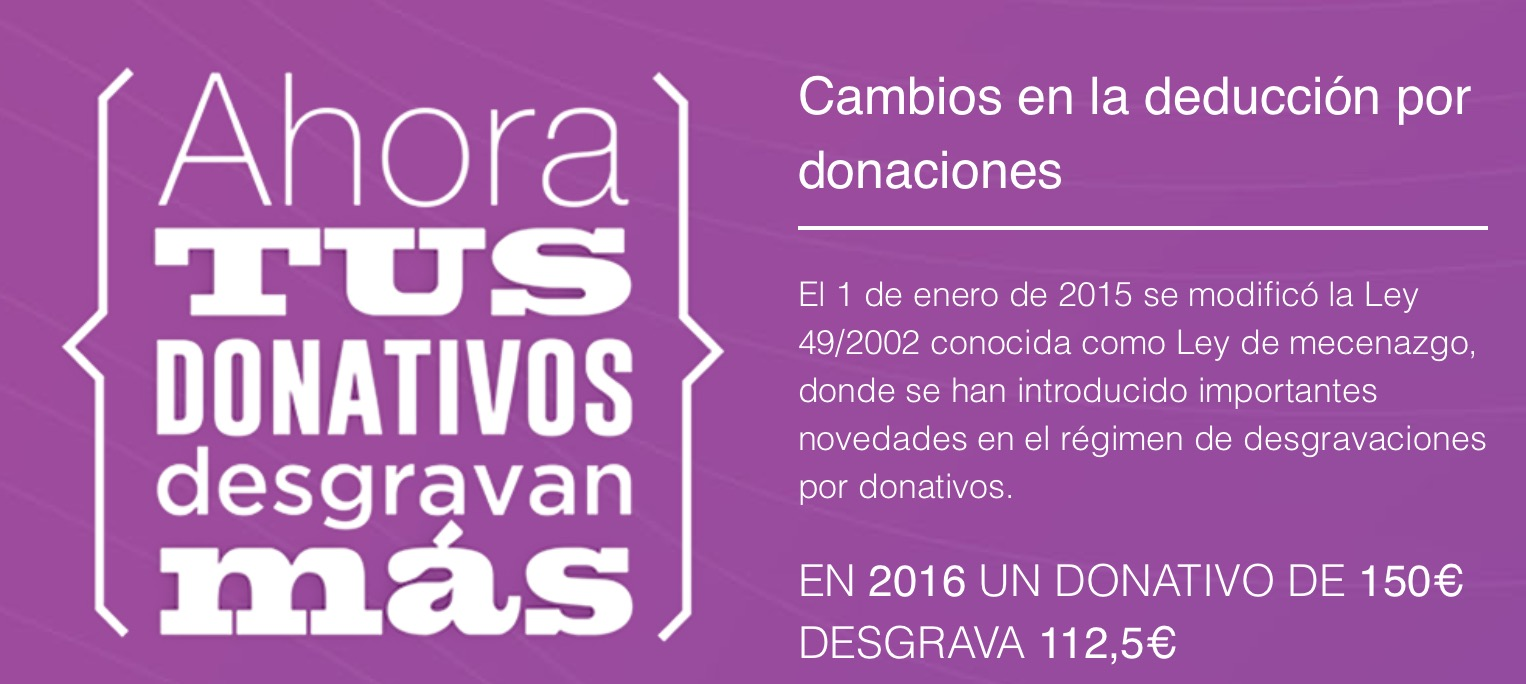 Ahora
TUS
DONATIVOS
desgravan
más
Cambios en la deducción por
donaciones
El 1 de enero de 2015 se modificó la Ley
49/2002 conocida como Ley de mecenazgo,
donde se han introducido importantes
novedades en el régimen de desgravaciones
por donativos.
EN 2016 UN DONATIVO DE 150€
DESGRAVA 112,5€